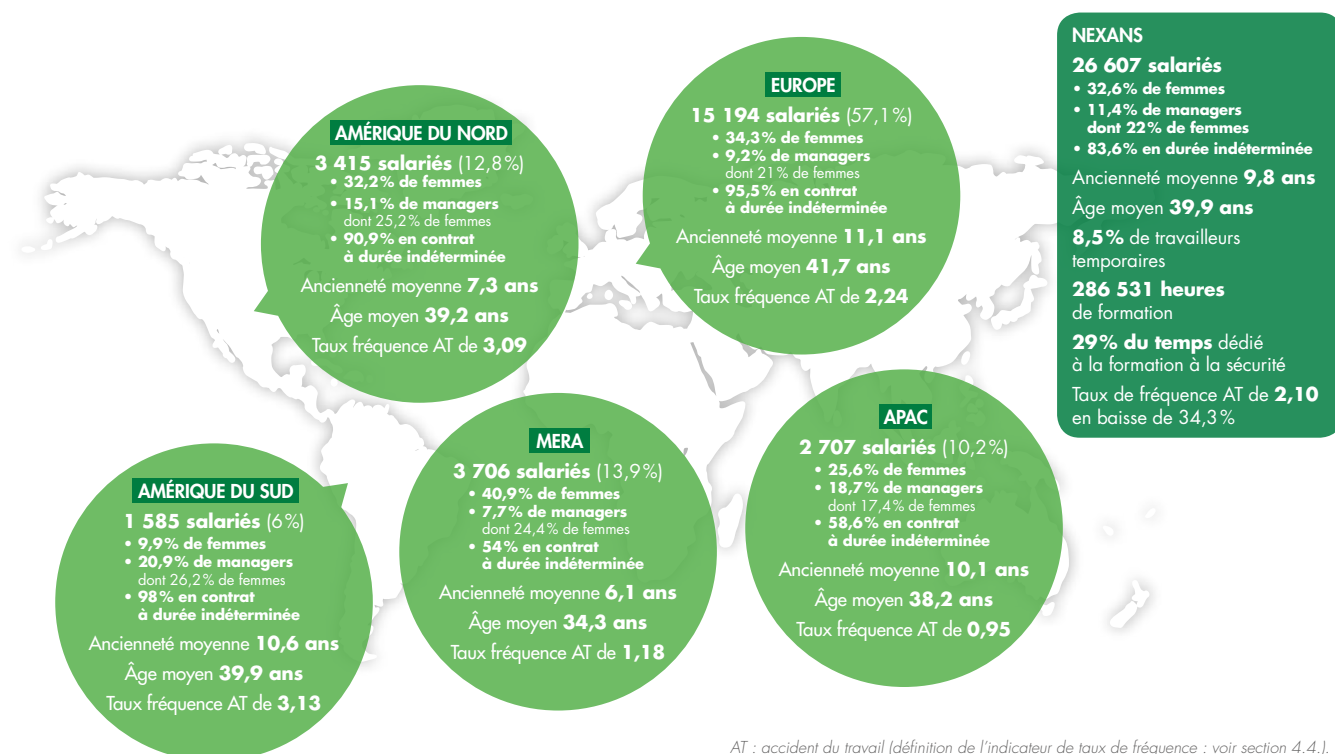 NEXANS
26 607 salariés
• 32,6% de femmes
• 11,4% de managers
dont 22% de femmes
• 83,6% en durée indéterminée
Ancienneté moyenne 9,8 ans
Âge moyen 39,9 ans
8,5% de travailleurs
temporaires
286 531 heures
de formation
29% du temps dédié
à la formation à la sécurité
Taux de fréquence AT de 2,10
en baisse de 34,3%
EUROPE
15 194 salariés (57,1%)
• 34,3% de femmes
• 9,2% de managers
dont 21% de femmes
• 95,5% en contrat
à durée indéterminée
Ancienneté moyenne 11,1 ans
Âge moyen 41,7 ans
Taux fréquence AT de 2,24
AMÉRIQUE DU NORD
3 415 salariés (12,8%)
• 32,2% de femmes
• 15,1% de managers
dont 25,2% de femmes
• 90,9% en contrat
à durée indéterminée
Ancienneté moyenne 7,3 ans
Âge moyen 39,2 ans
Taux fréquence AT de 3,09
APAC
2 707 salariés (10,2%)
• 25,6% de femmes
• 18,7% de managers
dont 17,4% de femmes
• 58,6% en contrat
à durée indéterminée
Ancienneté moyenne 10,1 ans
Âge moyen 38,2 ans
Taux fréquence AT de 0,95
MERA
3 706 salariés (13,9%)
• 40,9% de femmes
• 7,7% de managers
dont 24,4% de femmes
• 54% en contrat
à durée indéterminée
Ancienneté moyenne 6,1 ans
Âge moyen 34,3 ans
Taux fréquence AT de 1,18
AMÉRIQUE DU SUD
1 585 salariés (6%)
• 9,9% de femmes
• 20,9% de managers
dont 26,2% de femmes
• 98% en contrat
à durée indéterminée
Ancienneté moyenne 10,6 ans
Âge moyen 39,9 ans
Taux fréquence AT de 3,13
AT : accident du travail (définition de l'indicateur de taux de fréquence : voir section 4.4.).